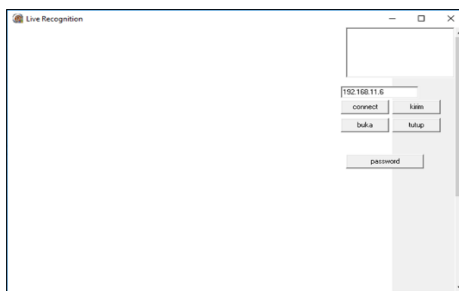 Live Recognition
192.168.11.6
connect kirim
buka tutup
password